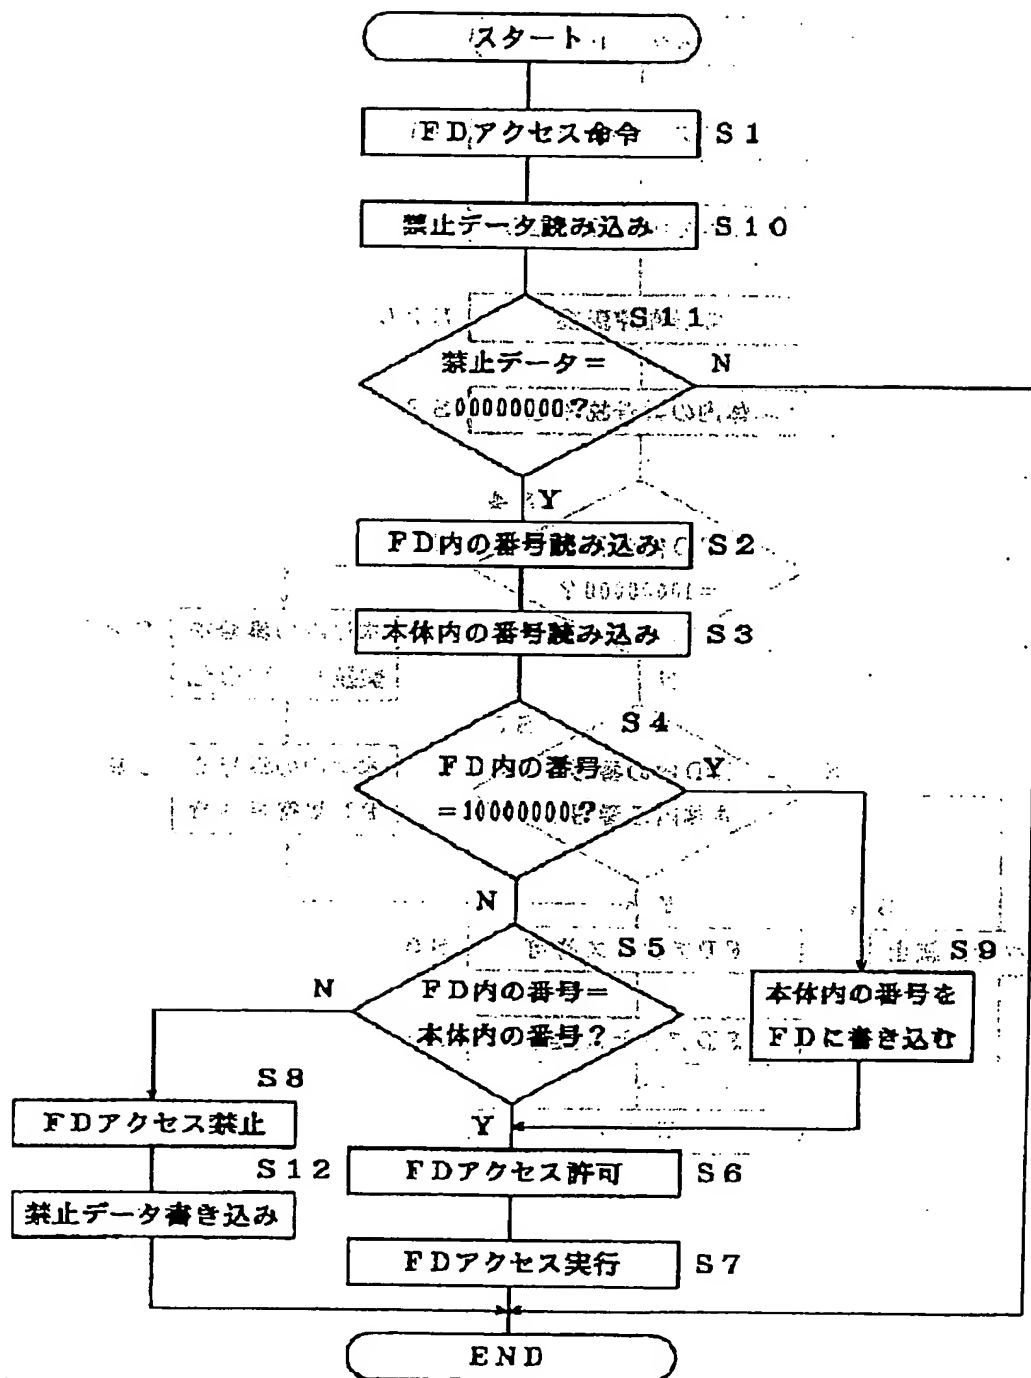 スタート
FDアクセス命令 S1
禁止データ読み込み S10
S11
禁止データ=
00000000?
N
Y
FD内の番号読み込み S2
本体内の番号読み込み S3
S4
FD内の番号
=10000000?
Y
N
S5
FD内の番号=
本体内の番号?
N
Y
S9
本体内の番号を
FDに書き込む
S8
FDアクセス禁止
S12
禁止データ書き込み
FDアクセス許可 S6
FDアクセス実行 S7
END